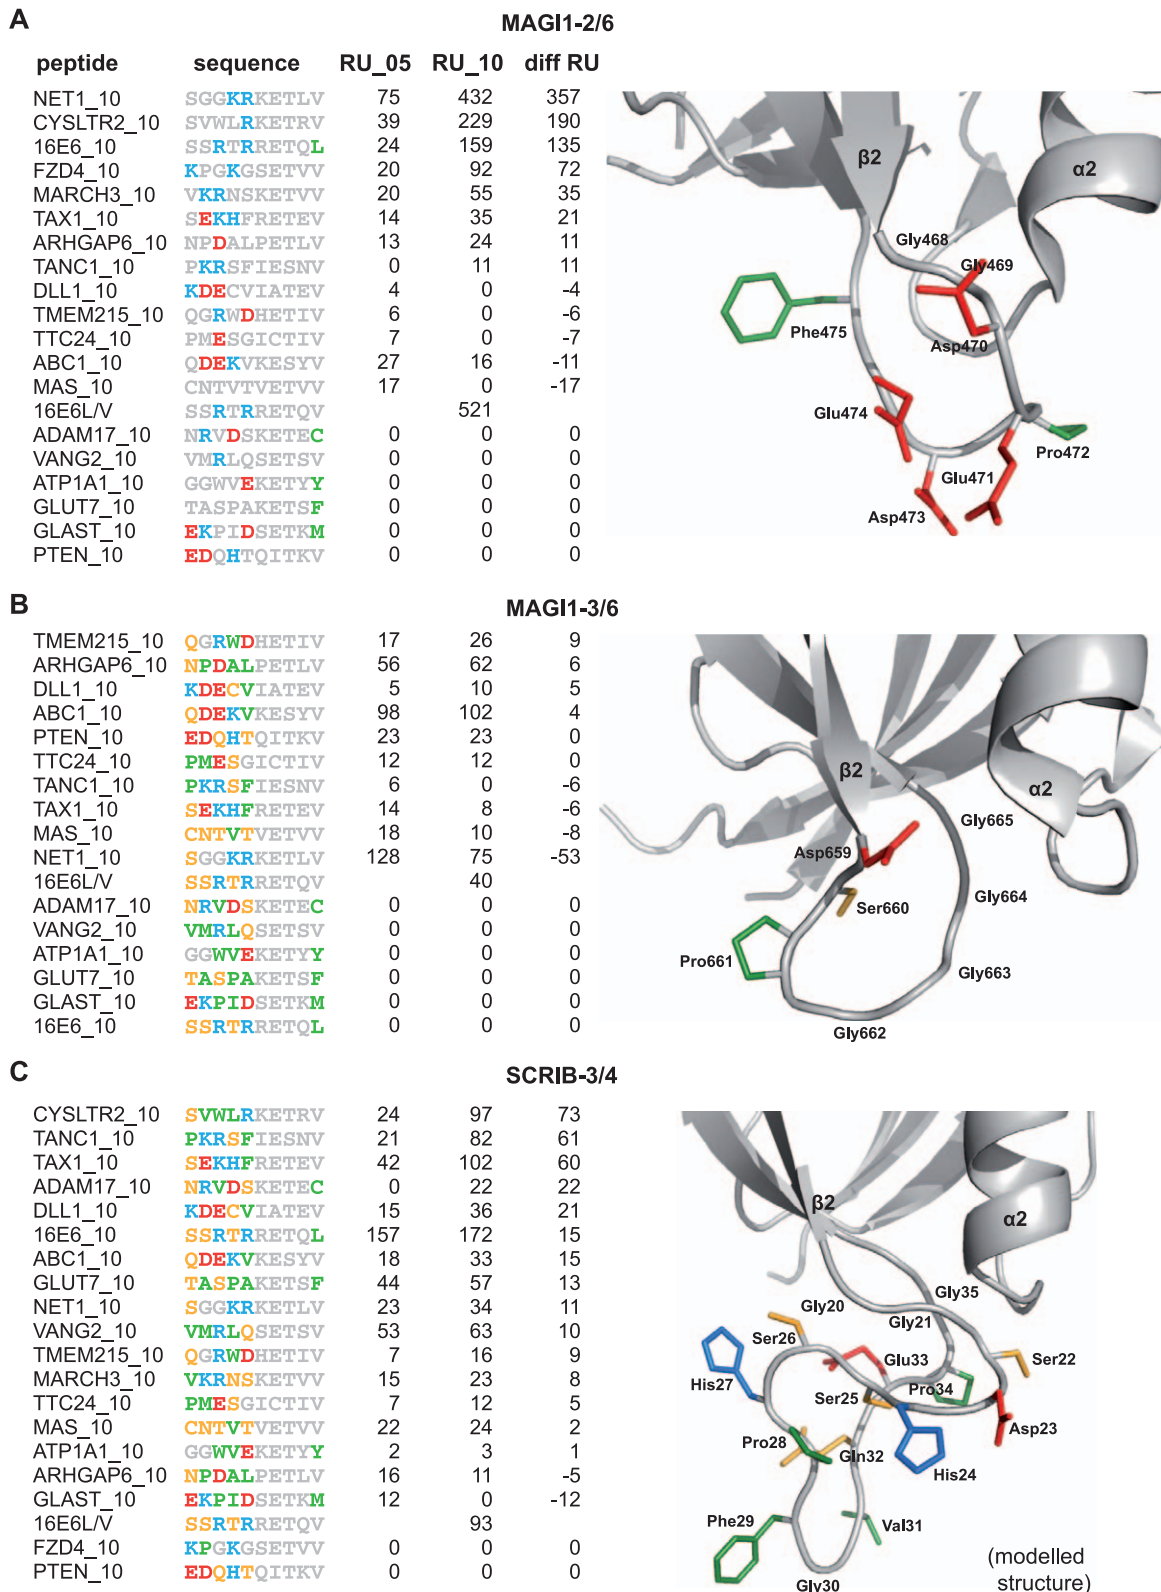 A
MAGI1-2/6
peptide sequence RU_05 RU_10 diff RU
NET1_10 SGGKRKETLV 75 432 357
CYSLTR2_10 SVWLRKETRV 39 229 190
16E6_10 SSRTRRETQL 24 159 135
FZD4_10 KPGKGSETVV 20 92 72
MARCH3_10 VKRNSKETVV 20 55 35
TAX1_10 SEKHFRETEV 14 35 21
ARHGAP6_10 NPDALPETLV 13 24 11
TANC1_10 PKRSFIESNV 0 11 11
DLL1_10 KDECVIATEV 4 0 -4
TMEM215_10 QGRWDHETIV 6 0 -6
TTC24_10 PMESGICTIV 7 0 -7
ABC1_10 QDEKVKESYV 27 16 -11
MAS_10 CNTVTVETVV 17 0 -17
16E6L/V SSRTRRETQV 521
ADAM17_10 NRVDSKETEC 0 0 0
VANG2_10 VMRLQSETSV 0 0 0
ATP1A1_10 GGWVEKETYY 0 0 0
GLUT7_10 TASPAKETSF 0 0 0
GLAST_10 EKPIDSETKM 0 0 0
PTEN_10 EDQHTQITKV 0 0 0
β2
α2
Gly468
Gly469
Phe475
Asp470
Glu474
Pro472
Glu471
Asp473
B
MAGI1-3/6
TMEM215_10 QGRWDHETIV 17 26 9
ARHGAP6_10 NPDALPETLV 56 62 6
DLL1_10 KDECVIATEV 5 10 5
ABC1_10 QDEKVKESYV 98 102 4
PTEN_10 EDQHTQITKV 23 23 0
TTC24_10 PMESGICTIV 12 12 0
TANC1_10 PKRSFIESNV 6 0 -6
TAX1_10 SEKHFRETEV 14 8 -6
MAS_10 CNTVTVETVV 18 10 -8
NET1_10 SGGKRKETLV 128 75 -53
16E6L/V SSRTRRETQV 40
ADAM17_10 NRVDSKETEC 0 0 0
VANG2_10 VMRLQSETSV 0 0 0
ATP1A1_10 GGWVEKETYY 0 0 0
GLUT7_10 TASPAKETSF 0 0 0
GLAST_10 EKPIDSETKM 0 0 0
16E6_10 SSRTRRETQL 0 0 0
β2
α2
Gly665
Asp659
Ser660
Gly664
Pro661
Gly663
Gly662
C
SCRIB-3/4
CYSLTR2_10 SVWLRKETRV 24 97 73
TANC1_10 PKRSFIESNV 21 82 61
TAX1_10 SEKHFRETEV 42 102 60
ADAM17_10 NRVDSKETEC 0 22 22
DLL1_10 KDECVIATEV 15 36 21
16E6_10 SSRTRRETQL 157 172 15
ABC1_10 QDEKVKESYV 18 33 15
GLUT7_10 TASPAKETSF 44 57 13
NET1_10 SGGKRKETLV 23 34 11
VANG2_10 VMRLQSETSV 53 63 10
TMEM215_10 QGRWDHETIV 7 16 9
MARCH3_10 VKRNSKETVV 15 23 8
TTC24_10 PMESGICTIV 7 12 5
MAS_10 CNTVTVETVV 22 24 2
ATP1A1_10 GGWVEKETYY 2 3 1
ARHGAP6_10 NPDALPETLV 16 11 -5
GLAST_10 EKPIDSETKM 12 0 -12
16E6L/V SSRTRRETQV 93
FZD4_10 KPGKGSETVV 0 0 0
PTEN_10 EDQHTQITKV 0 0 0
β2
α2
Gly35
Gly20
Gly21
Ser26
Glu33
Ser22
His27
Ser25
Pro34
Asp23
Pro28
Gln32
His24
Phe29
Val31
Gly30
(modelled
structure)